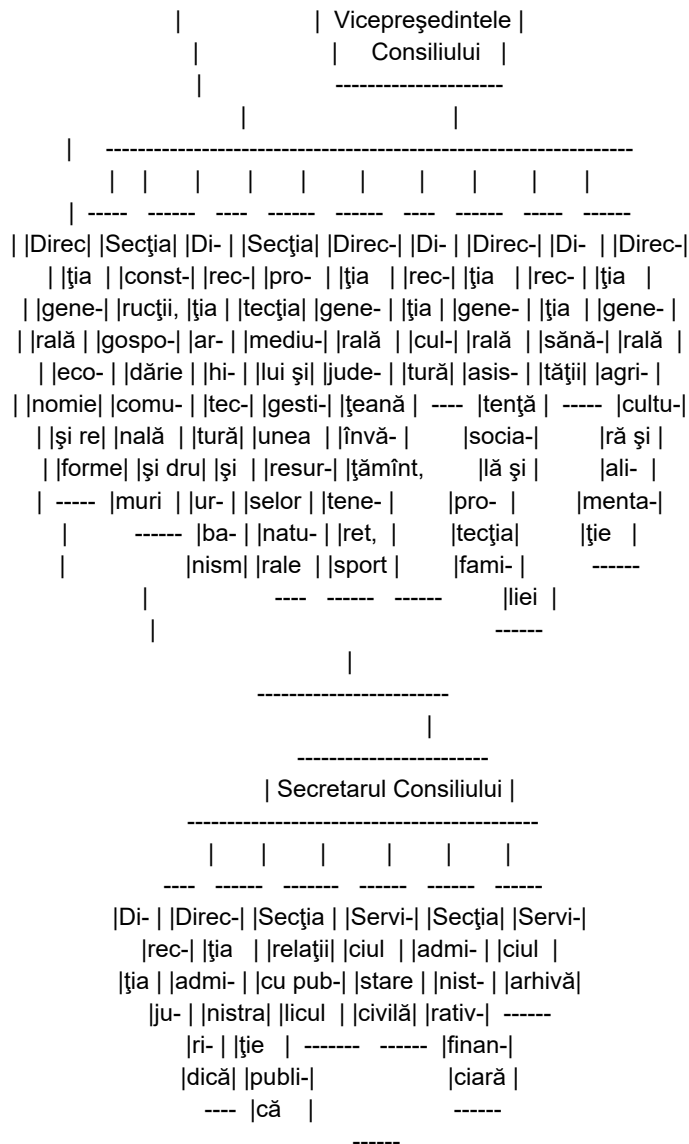 |                      | Vicepreşedintele |
|                      |     Consiliului   |
|                      ---------------------
|                                  |
|     ------------------------------------------------------------------
|    |       |       |       |        |        |       |        |       |
| -----   ------   ----   ------   ------   ----   ------   -----   ------
| |Direc| |Secţia| |Di- | |Secţia| |Direc-| |Di- | |Direc-| |Di-  | |Direc-|
| |ţia  | |const-| |rec-| |pro-  | |ţia   | |rec-| |ţia   | |rec- | |ţia   |
| |gene-| |rucţii, |ţia | |tecţia| |gene- | |ţia | |gene- | |ţia  | |gene- |
| |rală | |gospo-| |ar- | |mediu-| |rală  | |cul-| |rală  | |sănă-| |rală  |
| |eco- | |dărie | |hi- | |lui şi| |jude- | |tură| |asis- | |tăţii| |agri- |
| |nomie| |comu- | |tec-| |gesti-| |ţeană |  ----  |tenţă |  -----  |cultu-|
| |şi re| |nală  | |tură| |unea  | |învă- |        |socia-|         |ră şi |
| |forme| |şi dru| |şi  | |resur-| |ţămînt,        |lă şi |         |ali-  |
|  -----  |muri  | |ur- | |selor | |tene- |        |pro-  |         |menta-|
|          ------  |ba- | |natu- | |ret,  |        |tecţia|         |ţie   |
|                  |nism| |rale  | |sport |        |fami- |          ------
|                   ----   ------   ------         |liei  |
|                                                   ------
|
------------------------
|
------------------------
| Secretarul Consiliului |
--------------------------------------------
|       |        |         |        |        |
----   ------   -------   ------   ------   ------
|Di- | |Direc-| |Secţia | |Servi-| |Secţia| |Servi-|
|rec-| |ţia   | |relaţii| |ciul  | |admi- | |ciul  |
|ţia | |admi- | |cu pub-| |stare | |nist- | |arhivă|
|ju- | |nistra| |licul  | |civilă| |rativ-|  ------
|ri- | |ţie   |  -------   ------  |finan-|
|dică| |publi-|                    |ciară |
----  |că    |                      ------
------